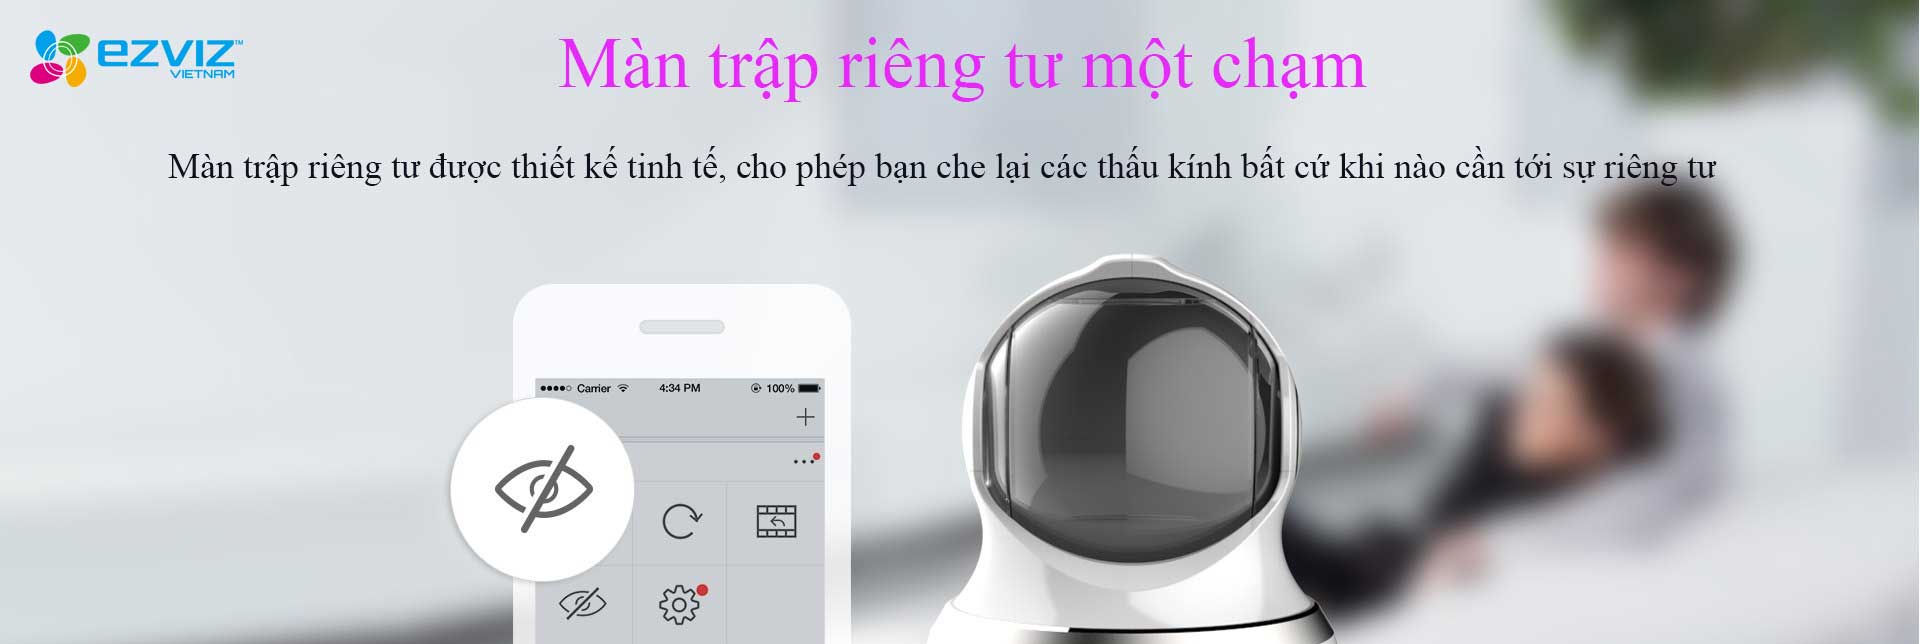 ezviz™
VIETNAM
Màn trập riêng tư một chạm
Màn trập riêng tư được thiết kế tinh tế, cho phép bạn che lại các thấu kính bất cứ khi nào cần tới sự riêng tư
Carrier 4:34 PM 100%